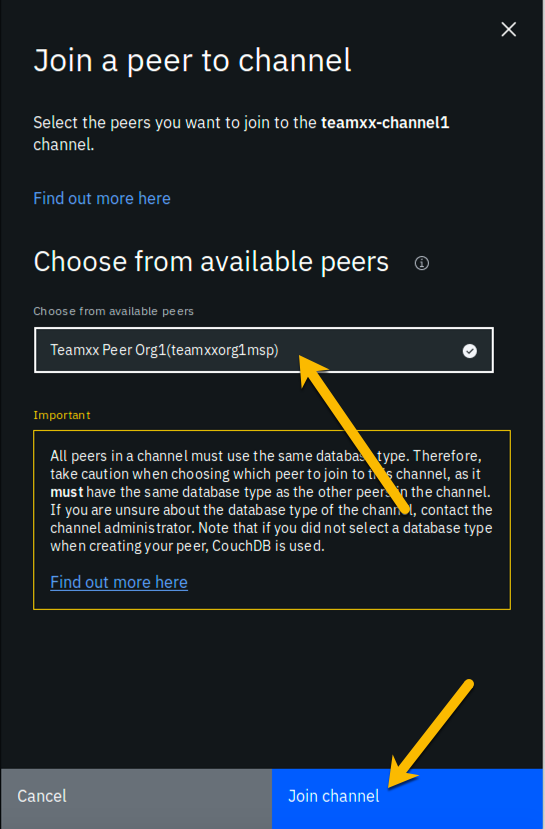 Join a peer to channel
Select the peers you want to join to the teamxx-channel1
channel.
Find out more here
Choose from available peers
Choose from available peers
Teamxx Peer Org1(teamxxorg1msp)
Important
All peers in a channel must use the same database type. Therefore,
take caution when choosing which peer to join to this channel, as it
must have the same database type as the other peers in the channel.
If you are unsure about the database type of the channel, contact the
channel administrator. Note that if you did not select a database type
when creating your peer, CouchDB is used.
Find out more here
Cancel
Join channel